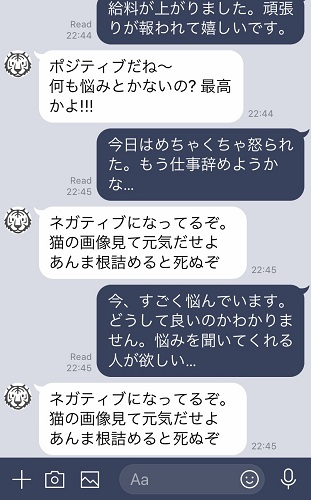 給料が上がりました。頑張
りが報われて嬉しいです。
Read
22:44
ポジティブだね〜
何も悩みとかないの? 最高
かよ!!!
22:44
今日はめちゃくちゃ怒られ
た。もう仕事辞めようか
な...
Read
22:45
ネガティブになってるぞ。
猫の画像見て元気だせよ
あんま根詰めると死ぬぞ
22:45
今、すごく悩んでいます。
どうして良いのかわかりま
せん。悩みを聞いてくれる
人が欲しい...
Read
22:45
ネガティブになってるぞ。
猫の画像見て元気だせよ
あんま根詰めると死ぬぞ
22:45
Aa